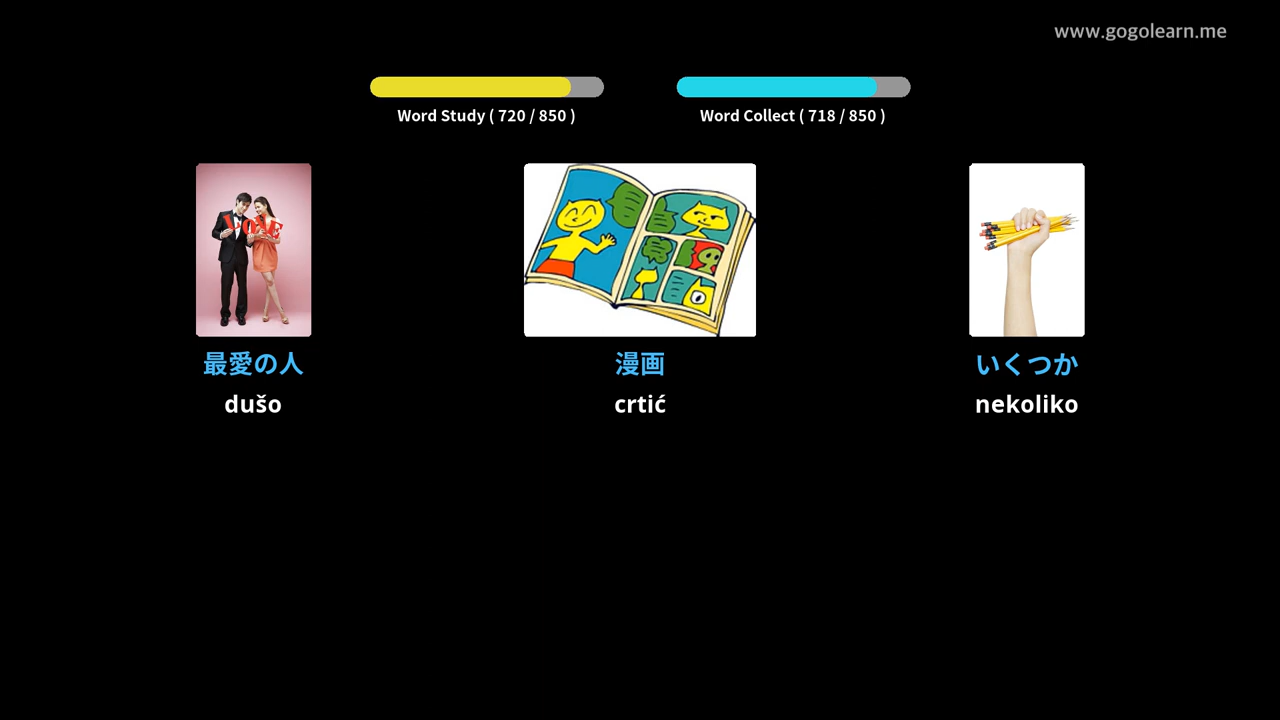 www.gogolearn.me
Word Study ( 720 / 850 )
Word Collect ( 718 / 850 )
LOVE
最愛の人
漫画
いくつか
dušo
crtić
nekoliko